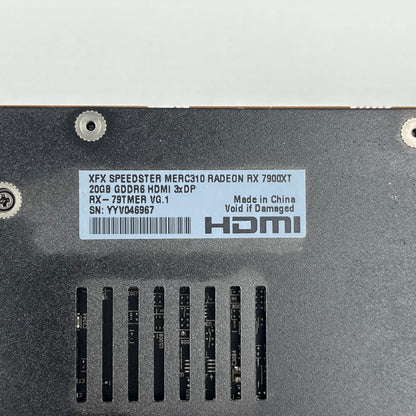 XFX SPEEDSTER MERC310 RADEON RX 7900XT
20GB GDDR6 HDMI 3xDP
RX-79TMER VG.1
Made in China
SN: YYV046967
Void if Damaged
HDMI